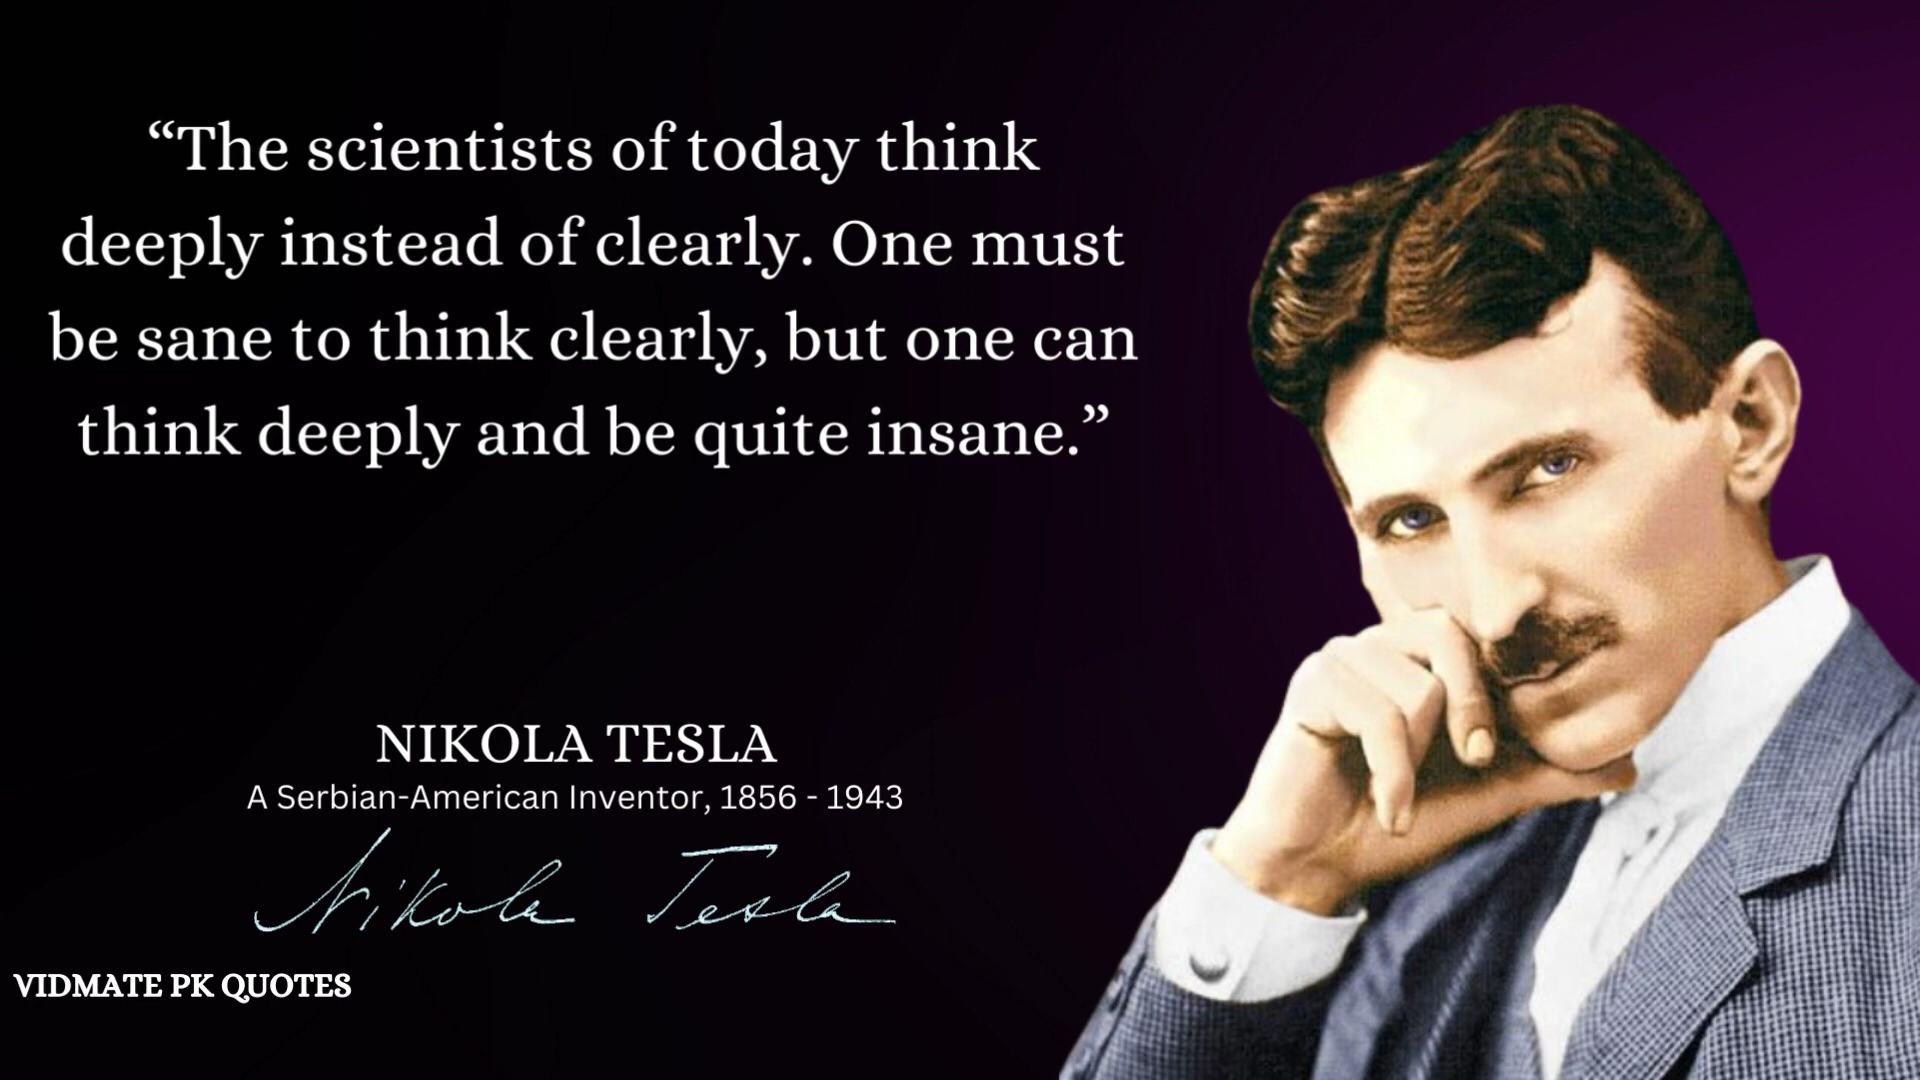 “The scientists of today think
deeply instead of clearly. One must
be sane to think clearly, but one can
think deeply and be quite insane.”
NIKOLA TESLA
A Serbian-American Inventor, 1856 - 1943
Nikola Tesla
VIDMATE PK QUOTES